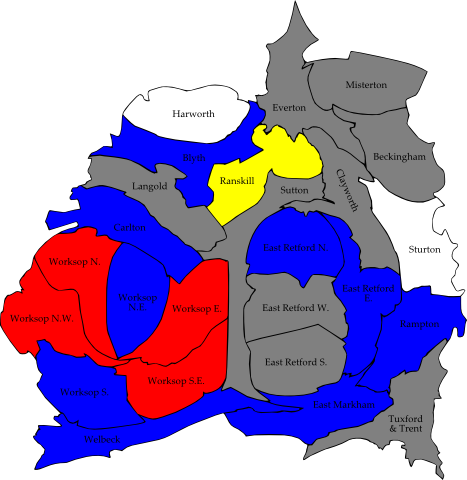 Misterton
Everton
Harworth
Blyth
Beckingham
Ranskill
Langold
Sutton
Clayworth
Carlton
East Retford N.
Sturton
Worksop N.
Worksop
N.E.
East Retford
E.
Worksop E.
East Retford W.
Worksop N.W.
Rampton
East Retford S.
Worksop S.E.
Worksop S.
East Markham
Tuxford
& Trent
Welbeck